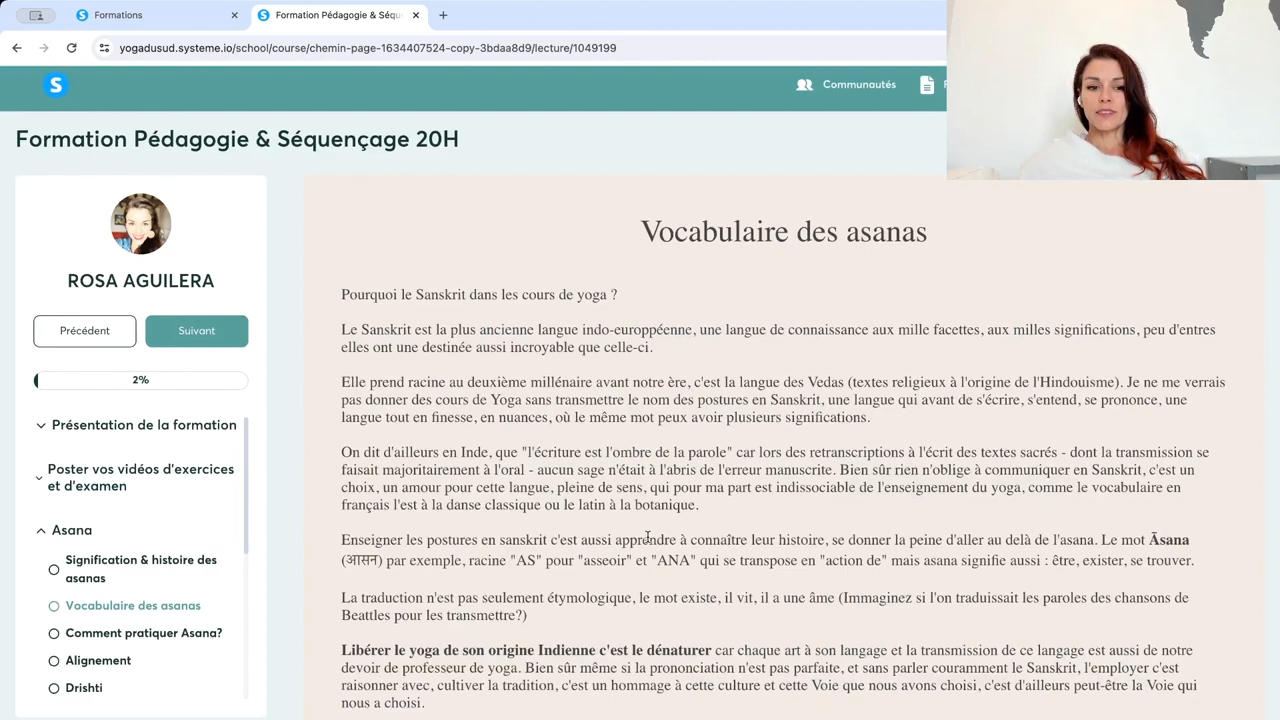 Formations
Formation Pédagogie & Séqu
yogadusud.systeme.io/school/course/chemin-page-1634407524-copy-3bdaa8d9/lecture/1049199
S
Communautés
Formation Pédagogie & Séquençage 20H
ROSA AGUILERA
Précédent
Suivant
2%
Présentation de la formation
Poster vos vidéos d'exercices
et d'examen
Asana
Signification & histoire des
asanas
Vocabulaire des asanas
Comment pratiquer Asana?
Alignement
Drishti
Vocabulaire des asanas
Pourquoi le Sanskrit dans les cours de yoga ?
Le Sanskrit est la plus ancienne langue indo-européenne, une langue de connaissance aux mille facettes, aux milles significations, peu d'entres
elles ont une destinée aussi incroyable que celle-ci.
Elle prend racine au deuxième millénaire avant notre ère, c'est la langue des Vedas (textes religieux à l'origine de l'Hindouisme). Je ne me verrais
pas donner des cours de Yoga sans transmettre le nom des postures en Sanskrit, une langue qui avant de s'écrire, s'entend, se prononce, une
langue tout en finesse, en nuances, où le même mot peux avoir plusieurs significations.
On dit d'ailleurs en Inde, que "l'écriture est l'ombre de la parole" car lors des retranscriptions à l'écrit des textes sacrés - dont la transmission se
faisait majoritairement à l'oral - aucun sage n'était à l'abris de l'erreur manuscrite. Bien sûr rien n'oblige à communiquer en Sanskrit, c'est un
choix, un amour pour cette langue, pleine de sens, qui pour ma part est indissociable de l'enseignement du yoga, comme le vocabulaire en
français l'est à la danse classique ou le latin à la botanique.
Enseigner les postures en sanskrit c'est aussi apprendre à connaître leur histoire, se donner la peine d'aller au delà de l'asana. Le mot Āsana
(आसन) par exemple, racine "AS" pour "asseoir" et "ANA" qui se transpose en "action de" mais asana signifie aussi : être, exister, se trouver.
La traduction n'est pas seulement étymologique, le mot existe, il vit, il a une âme (Immaginez si l'on traduissait les paroles des chansons de
Beattles pour les transmettre?)
Libérer le yoga de son origine Indienne c'est le dénaturer car chaque art à son langage et la transmission de ce langage est aussi de notre
devoir de professeur de yoga. Bien sûr même si la prononciation n'est pas parfaite, et sans parler couramment le Sanskrit, l'employer c'est
raisonner avec, cultiver la tradition, c'est un hommage à cette culture et cette Voie que nous avons choisi, c'est d'ailleurs peut-être la Voie qui
nous a choisi.